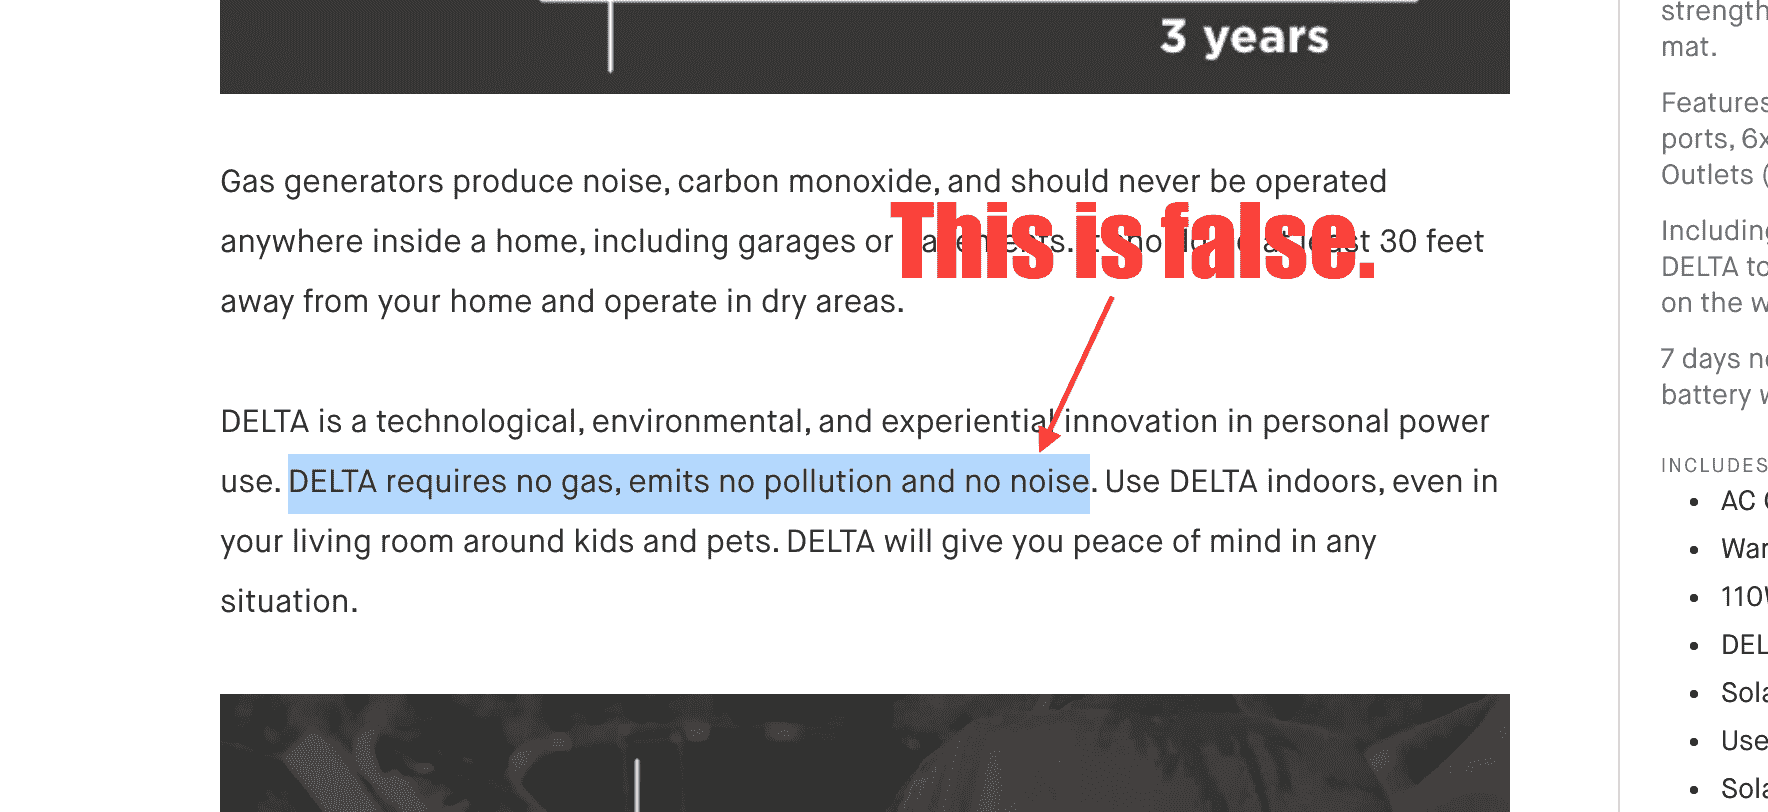 3 years
Gas generators produce noise, carbon monoxide, and should never be operated
anywhere inside a home, including garages or 30 feet
away from your home and operate in dry areas.
This is false.
DELTA is a technological, environmental, and experiential innovation in personal power
use. DELTA requires no gas, emits no pollution and no noise. Use DELTA indoors, even in
your living room around kids and pets. DELTA will give you peace of mind in any
situation.
strength
mat.
Features
ports, 6x
Outlets (
Including
DELTA to
on the w
7 days n
battery w
INCLUDES
AC
War
110W
DEL
Sola
Use
Sola